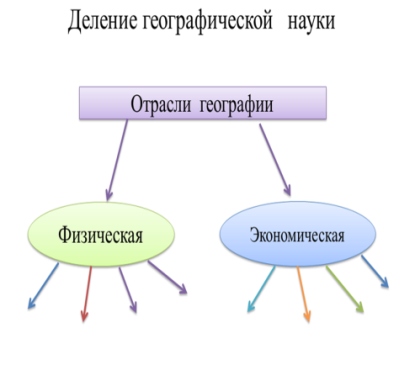 Деление географической науки
Отрасли географии
Физическая
Экономическая